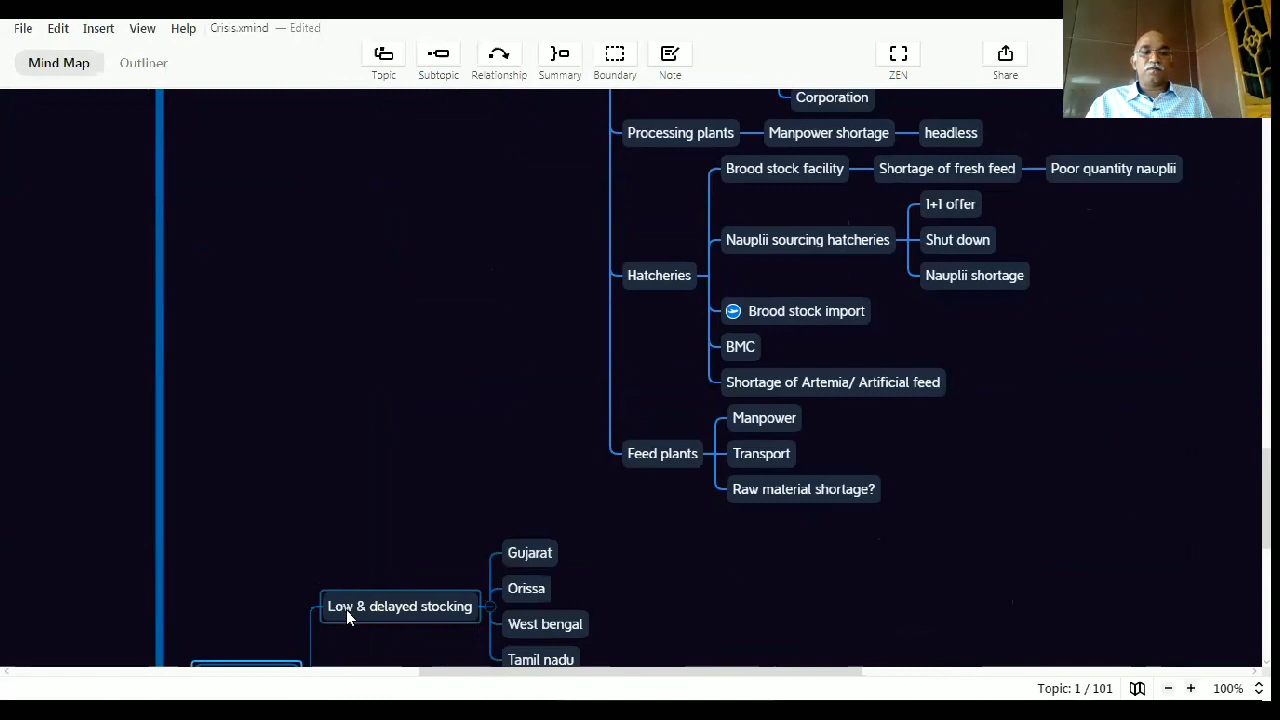 File Edit Insert View Help Crisis.xmind — Edited
Mind Map Outliner
Topic Subtopic Relationship Summary Boundary Note ZEN Share
Corporation
Processing plants Manpower shortage headless
Brood stock facility Shortage of fresh feed Poor quantity nauplii
1+1 offer
Nauplii sourcing hatcheries Shut down
Hatcheries Nauplii shortage
Brood stock import
BMC
Shortage of Artemia/ Artificial feed
Manpower
Feed plants Transport
Raw material shortage?
Gujarat
Orissa
Low & delayed stocking
West bengal
Tamil nadu
Topic: 1 / 101 100%